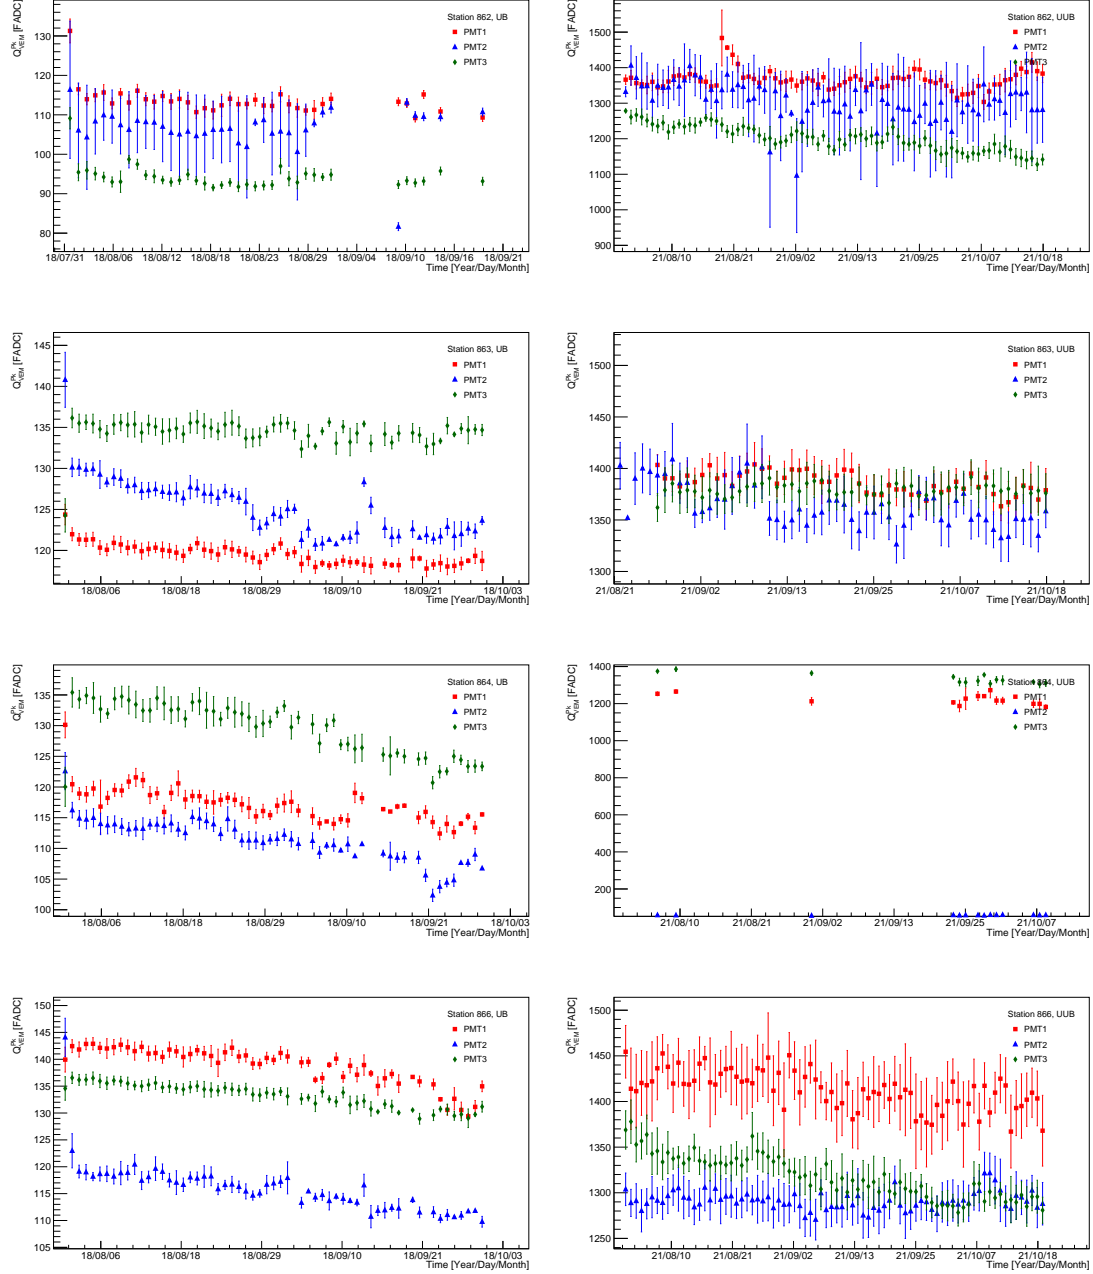 Q^Pk_VEM [FADC]
Station 862, UB
PMT1
PMT2
PMT3
130
120
110
100
90
80
18/07/31 18/08/06 18/08/12 18/08/18 18/08/23 18/08/29 18/09/04 18/09/10 18/09/16 18/09/21
Time [Year/Day/Month]
Q^Pk_VEM [FADC]
Station 862, UUB
PMT1
PMT2
PMT3
1500
1400
1300
1200
1100
1000
900
21/08/10 21/08/21 21/09/02 21/09/13 21/09/25 21/10/07 21/10/18
Time [Year/Day/Month]
Q^Pk_VEM [FADC]
Station 863, UB
PMT1
PMT2
PMT3
145
140
135
130
125
120
18/08/06 18/08/18 18/08/29 18/09/10 18/09/21 18/10/03
Time [Year/Day/Month]
Q^Pk_VEM [FADC]
Station 863, UUB
PMT1
PMT2
PMT3
1500
1450
1400
1350
1300
21/08/21 21/09/02 21/09/13 21/09/25 21/10/07 21/10/18
Time [Year/Day/Month]
Q^Pk_VEM [FADC]
Station 864, UB
PMT1
PMT2
PMT3
135
130
125
120
115
110
105
100
18/08/06 18/08/18 18/08/29 18/09/10 18/09/21 18/10/03
Time [Year/Day/Month]
Q^Pk_VEM [FADC]
Station 864, UUB
PMT1
PMT2
PMT3
1400
1200
1000
800
600
400
200
21/08/10 21/08/21 21/09/02 21/09/13 21/09/25 21/10/07
Time [Year/Day/Month]
Q^Pk_VEM [FADC]
Station 866, UB
PMT1
PMT2
PMT3
150
145
140
135
130
125
120
115
110
105
18/08/06 18/08/18 18/08/29 18/09/10 18/09/21 18/10/03
Time [Year/Day/Month]
Q^Pk_VEM [FADC]
Station 866, UUB
PMT1
PMT2
PMT3
1500
1450
1400
1350
1300
1250
21/08/10 21/08/21 21/09/02 21/09/13 21/09/25 21/10/07 21/10/18
Time [Year/Day/Month]